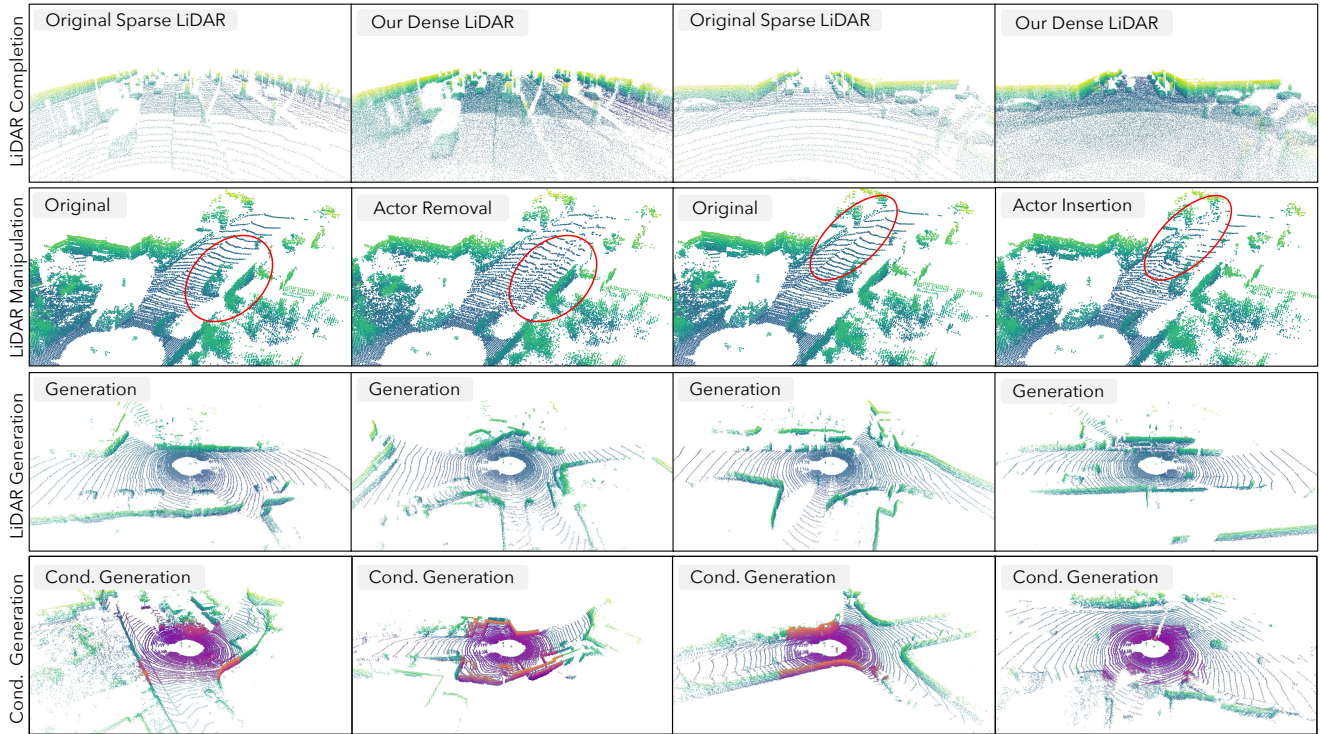 LiDAR Completion
Original Sparse LiDAR
Our Dense LiDAR
Original Sparse LiDAR
Our Dense LiDAR
LiDAR Manipulation
Original
Actor Removal
Original
Actor Insertion
LiDAR Generation
Generation
Generation
Generation
Generation
Cond. Generation
Cond. Generation
Cond. Generation
Cond. Generation
Cond. Generation